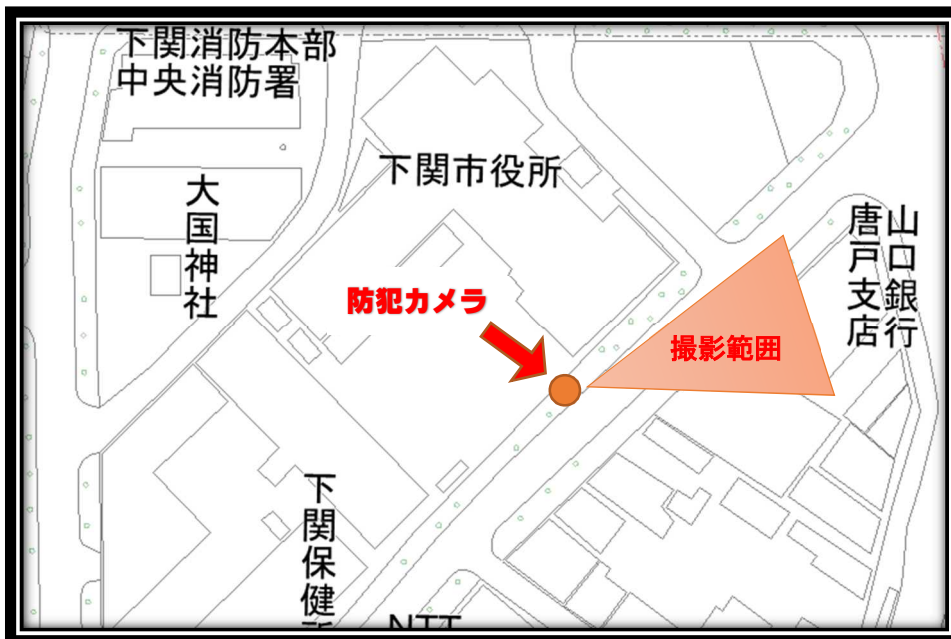 下関消防本部
中央消防署
下関市役所
大国神社
山口銀行
唐戸支店
防犯カメラ
撮影範囲
下関保健所
NTT